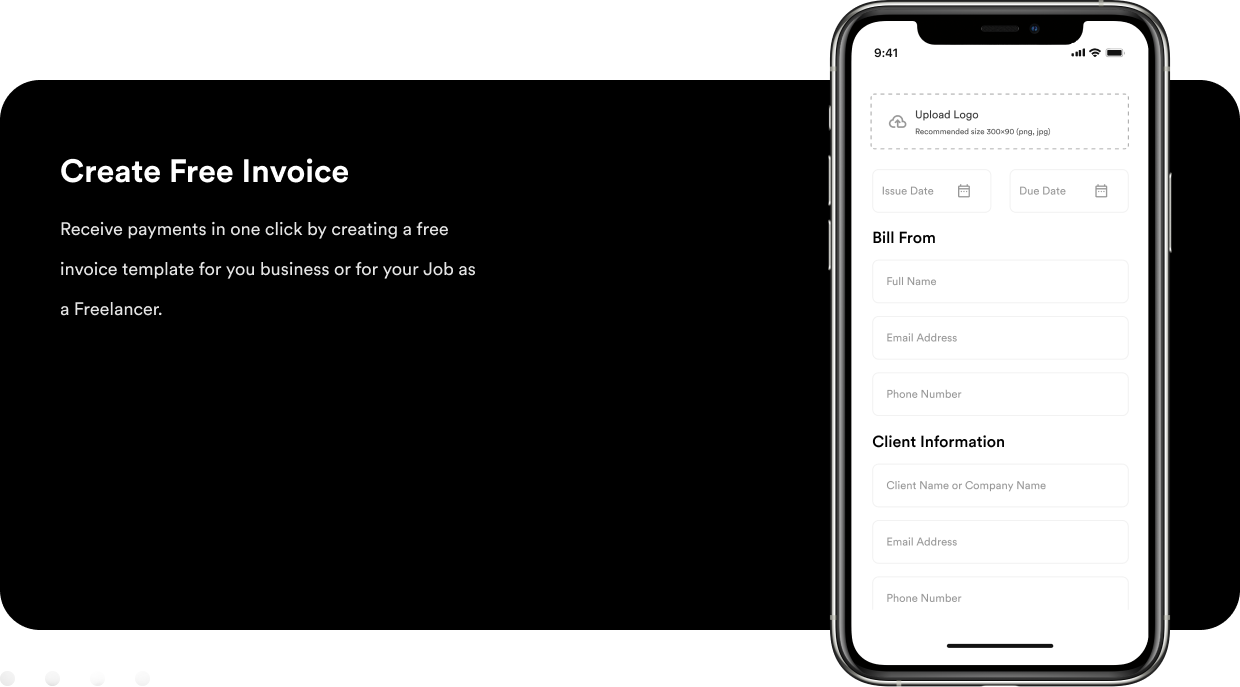 Create Free Invoice
Receive payments in one click by creating a free
invoice template for you business or for your Job as
a Freelancer.
9:41
Upload Logo
Recommended size 300×90 (png, jpg)
Issue Date
Due Date
Bill From
Full Name
Email Address
Phone Number
Client Information
Client Name or Company Name
Email Address
Phone Number